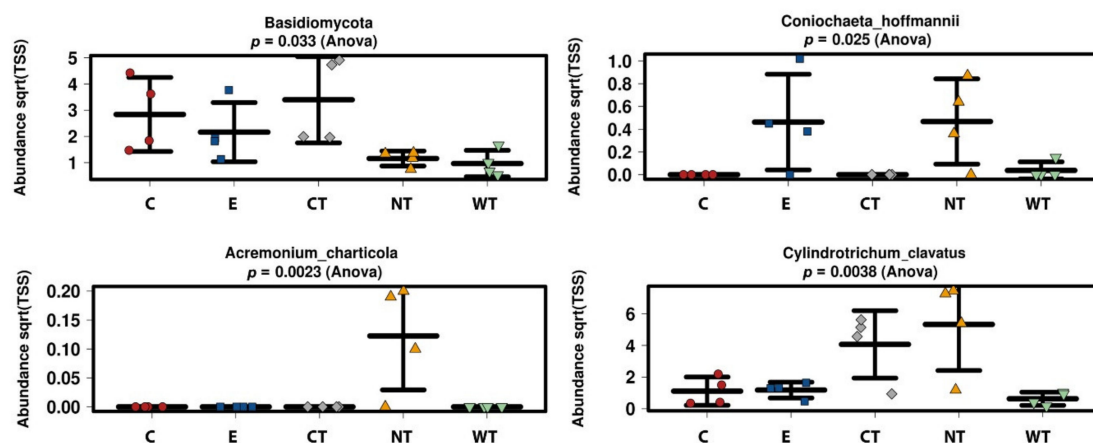 Basidiomycota
p = 0.033 (Anova)
Abundance sqrt(TSS)
5
4
3
2
1
C E CT NT WT
Coniochaeta_hoffmannii
p = 0.025 (Anova)
Abundance sqrt(TSS)
1.0
0.8
0.6
0.4
0.2
0.0
C E CT NT WT
Acremonium_charticola
p = 0.0023 (Anova)
Abundance sqrt(TSS)
0.20
0.15
0.10
0.05
0.00
C E CT NT WT
Cylindrotrichum_clavatus
p = 0.0038 (Anova)
Abundance sqrt(TSS)
6
4
2
0
C E CT NT WT